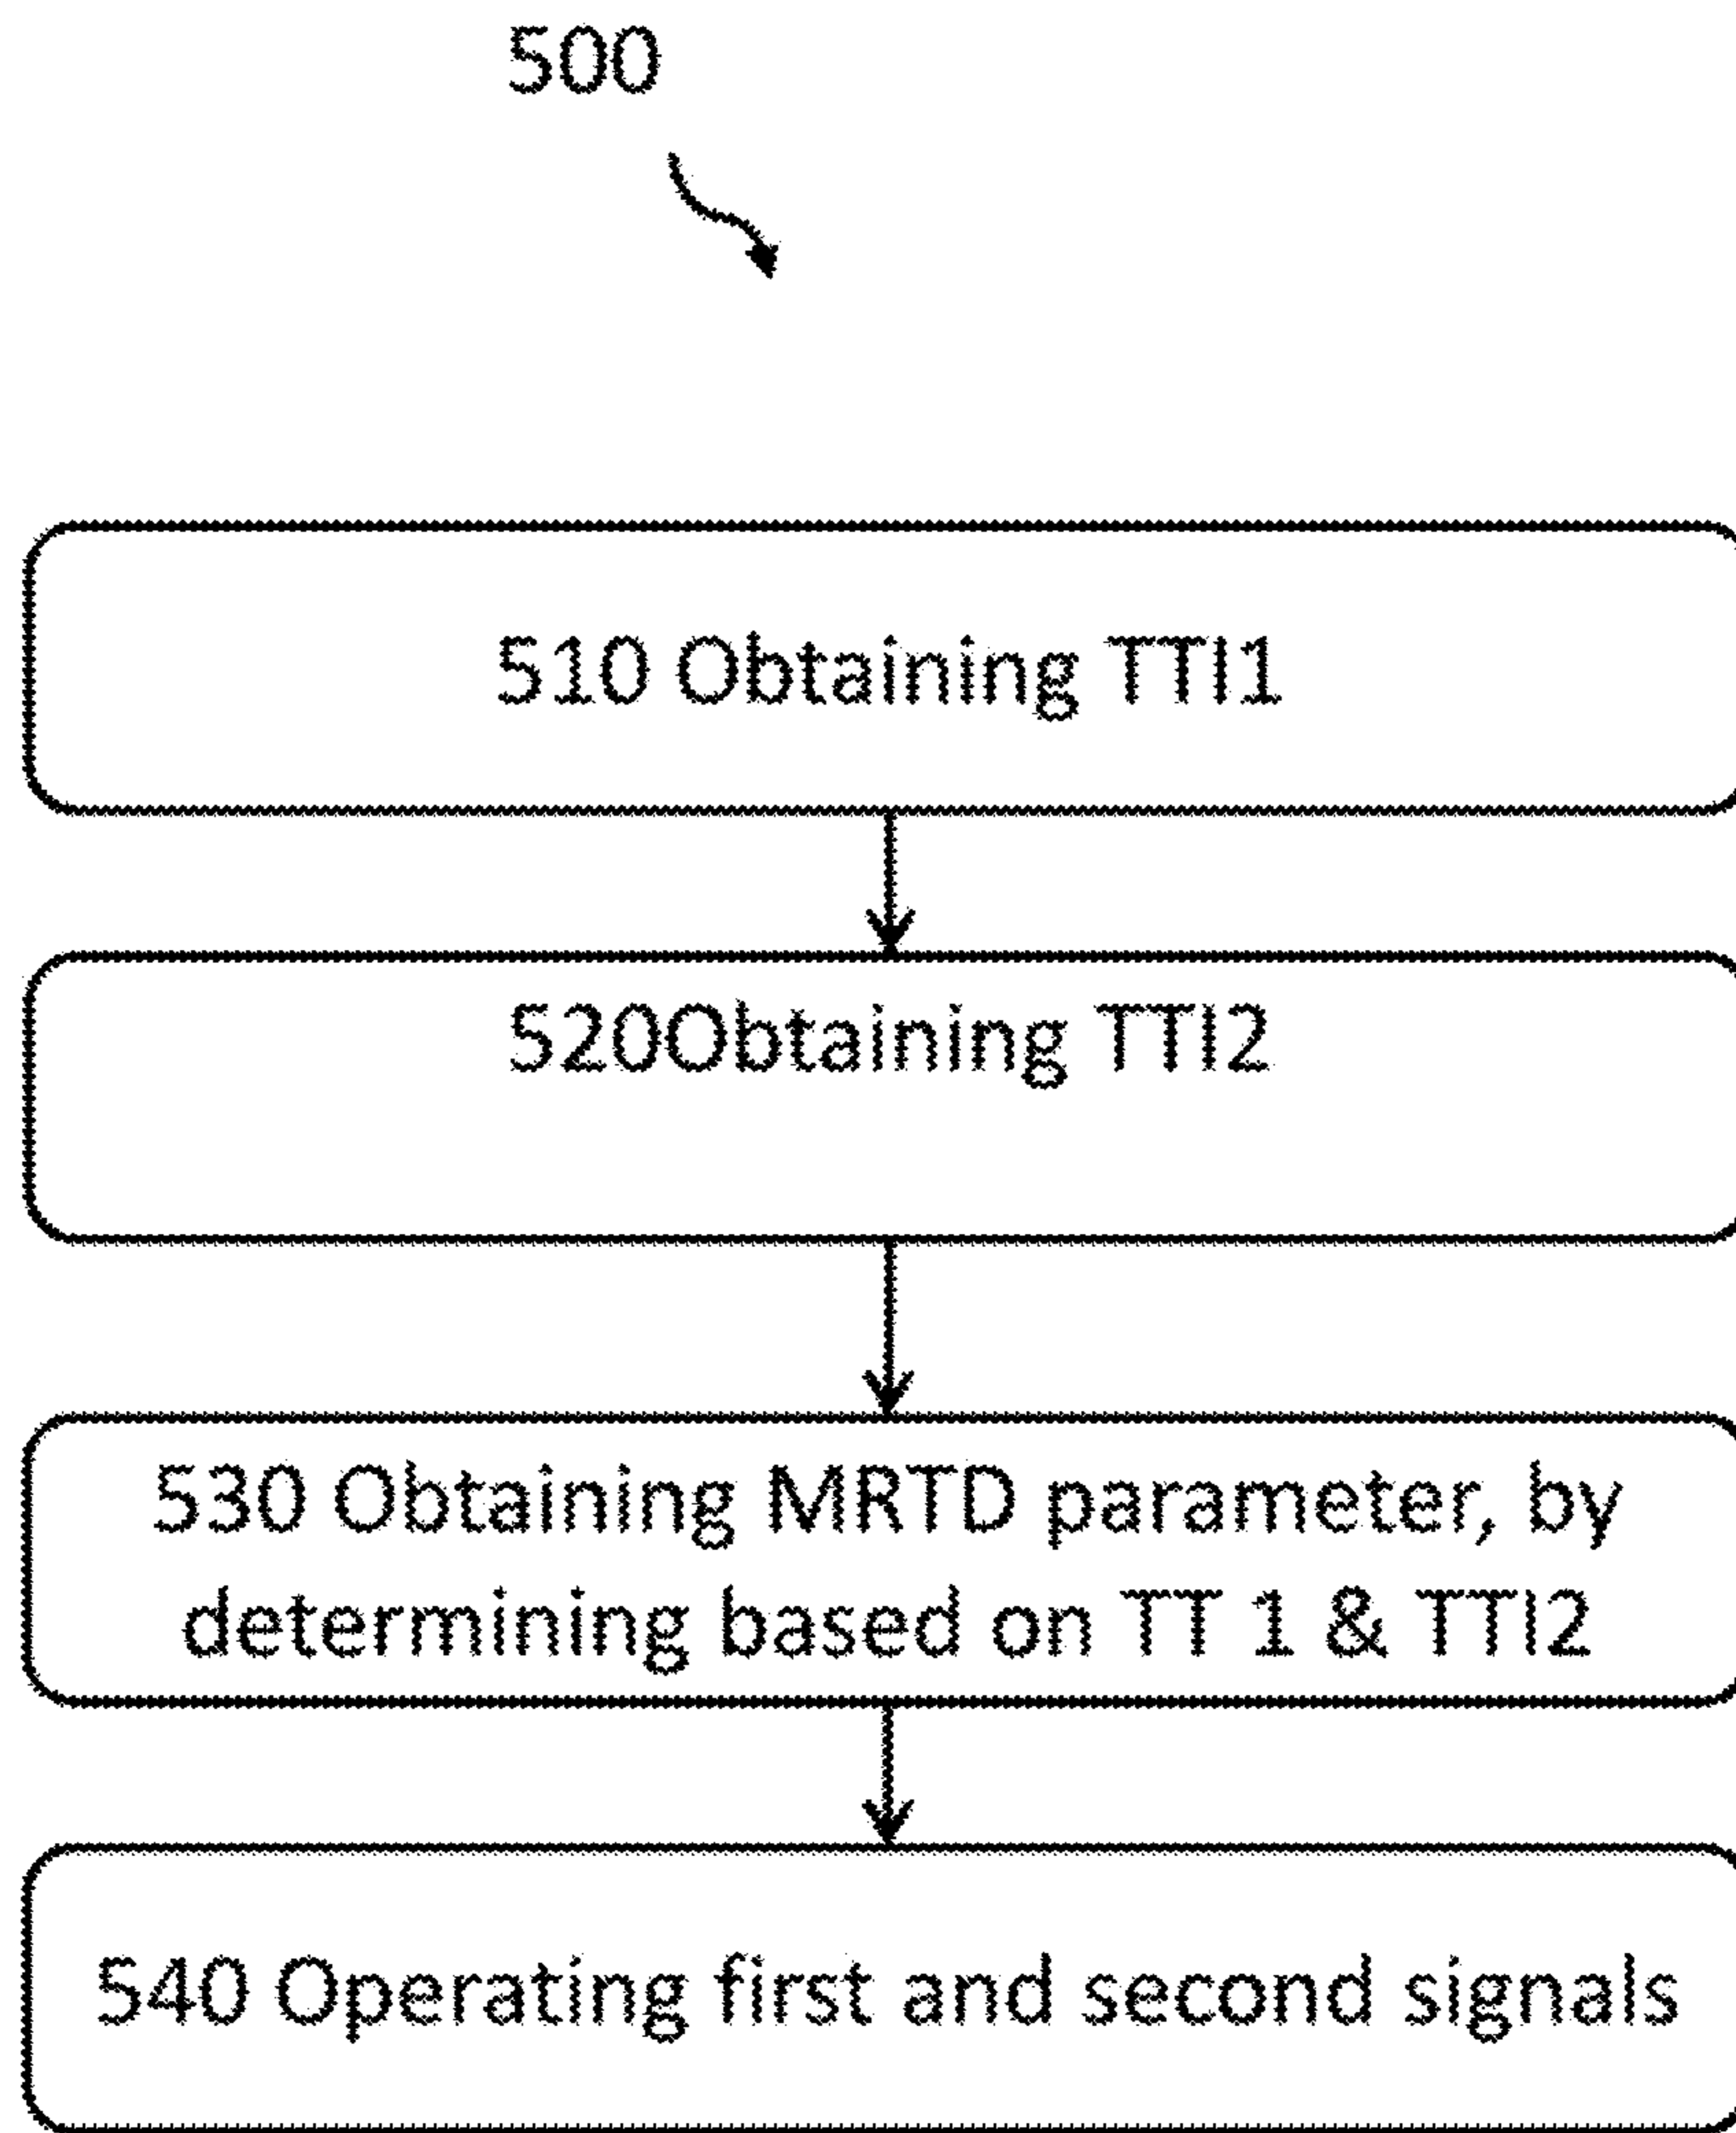 500
510 Obtaining TTI1
520Obtaining TTI2
530 Obtaining MRTD parameter, by
determining based on TT 1 & TTI2
540 Operating first and second signals